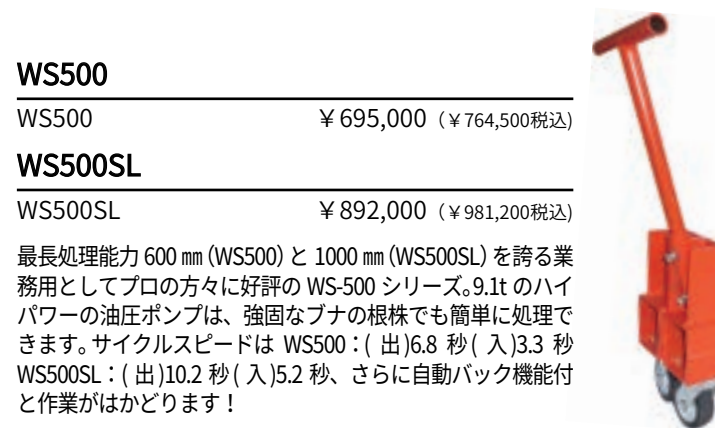 WS500
WS500 ¥695,000（¥764,500税込)
WS500SL
WS500SL ¥892,000（¥981,200税込)
最長処理能力 600 ㎜（WS500）と 1000 ㎜（WS500SL）を誇る業
務用としてプロの方々に好評の WS-500 シリーズ。9.1t のハイ
パワーの油圧ポンプは、強固なブナの根株でも簡単に処理で
きます。サイクルスピードは WS500：( 出)6.8 秒( 入)3.3 秒
WS500SL：( 出)10.2 秒( 入)5.2 秒、さらに自動バック機能付
と作業がはかどります！